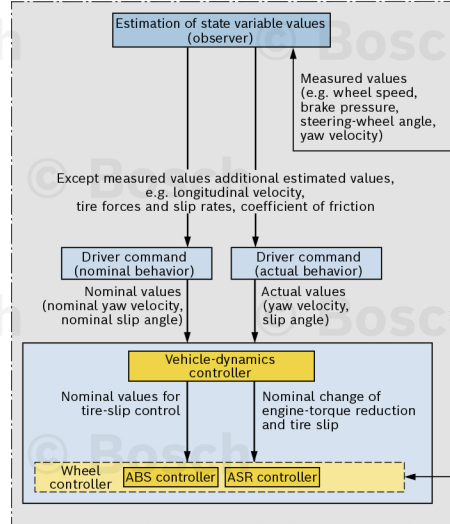 Estimation of state variable values
(observer)
Measured values
(e.g. wheel speed,
brake pressure,
steering-wheel angle,
yaw velocity)
Except measured values additional estimated values,
e.g. longitudinal velocity,
tire forces and slip rates, coefficient of friction
Driver command
(nominal behavior)
Driver command
(actual behavior)
Nominal values
(nominal yaw velocity,
nominal slip angle)
Actual values
(yaw velocity,
slip angle)
Vehicle-dynamics
controller
Nominal values for
tire-slip control
Nominal change of
engine-torque reduction
and tire slip
Wheel
controller
ABS controller
ASR controller
© Bosch
© Bosch
© Bosch
© Bosch